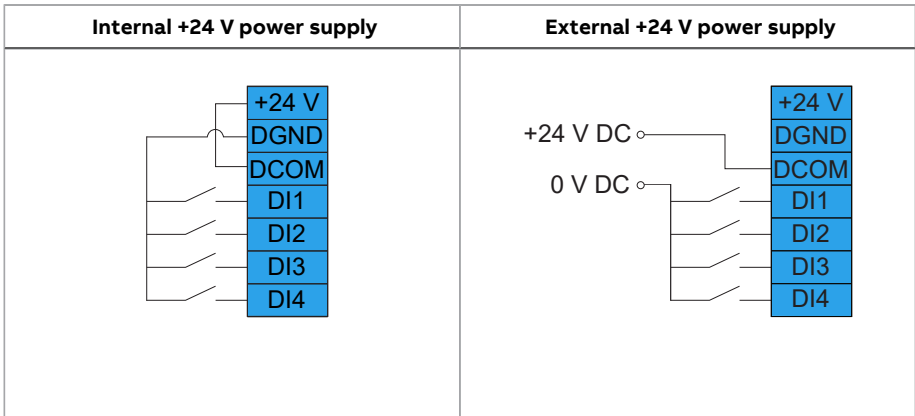 Internal +24 V power supply
External +24 V power supply
+24 V
DGND
DCOM
DI1
DI2
DI3
DI4
+24 V DC
0 V DC
+24 V
DGND
DCOM
DI1
DI2
DI3
DI4